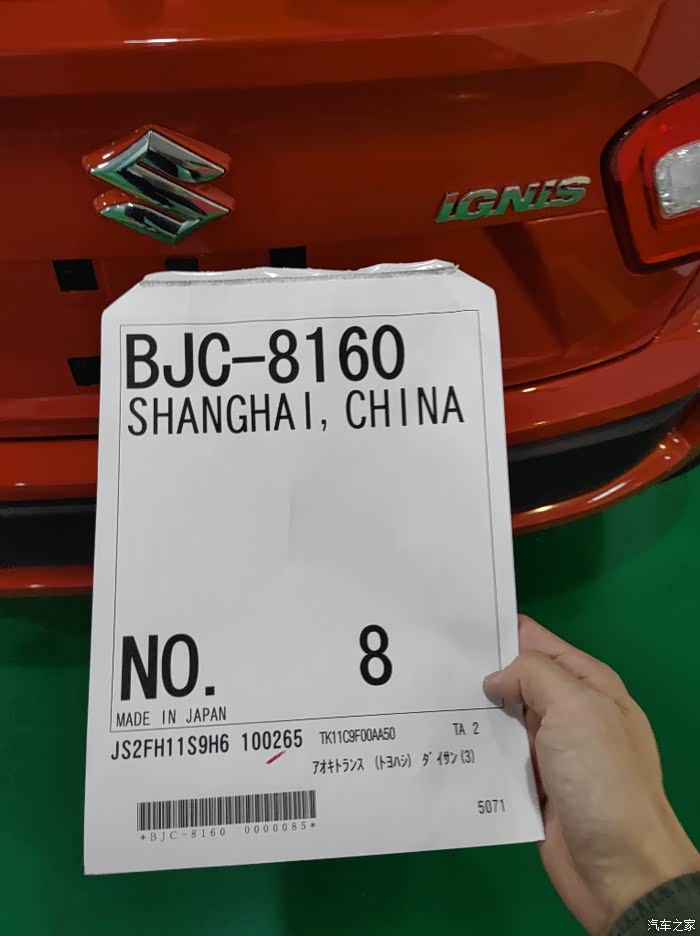 IGNIS
BJC-8160
SHANGHAI, CHINA
NO. 8
MADE IN JAPAN
JS2FH11S9H6 100265 TK11C9F00AA50 TA 2
アオキトランス (トヨハシ) ダイサン(3)
5071
*BJC-8160 0000085*
汽车之家